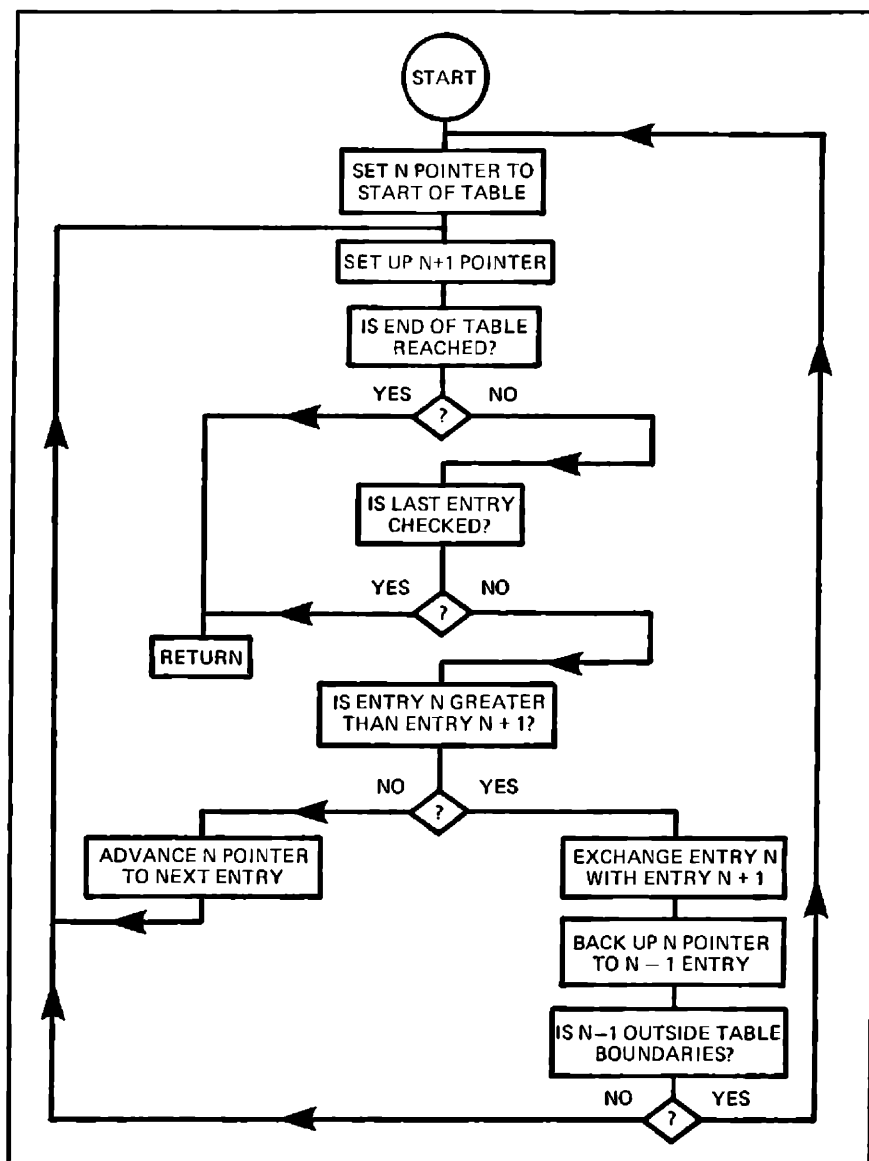 START
SET N POINTER TO
START OF TABLE
SET UP N+1 POINTER
IS END OF TABLE
REACHED?
YES
NO
?
IS LAST ENTRY
CHECKED?
YES
NO
?
RETURN
IS ENTRY N GREATER
THAN ENTRY N + 1?
NO
YES
?
ADVANCE N POINTER
TO NEXT ENTRY
EXCHANGE ENTRY N
WITH ENTRY N + 1
BACK UP N POINTER
TO N – 1 ENTRY
IS N–1 OUTSIDE TABLE
BOUNDARIES?
NO
YES
?